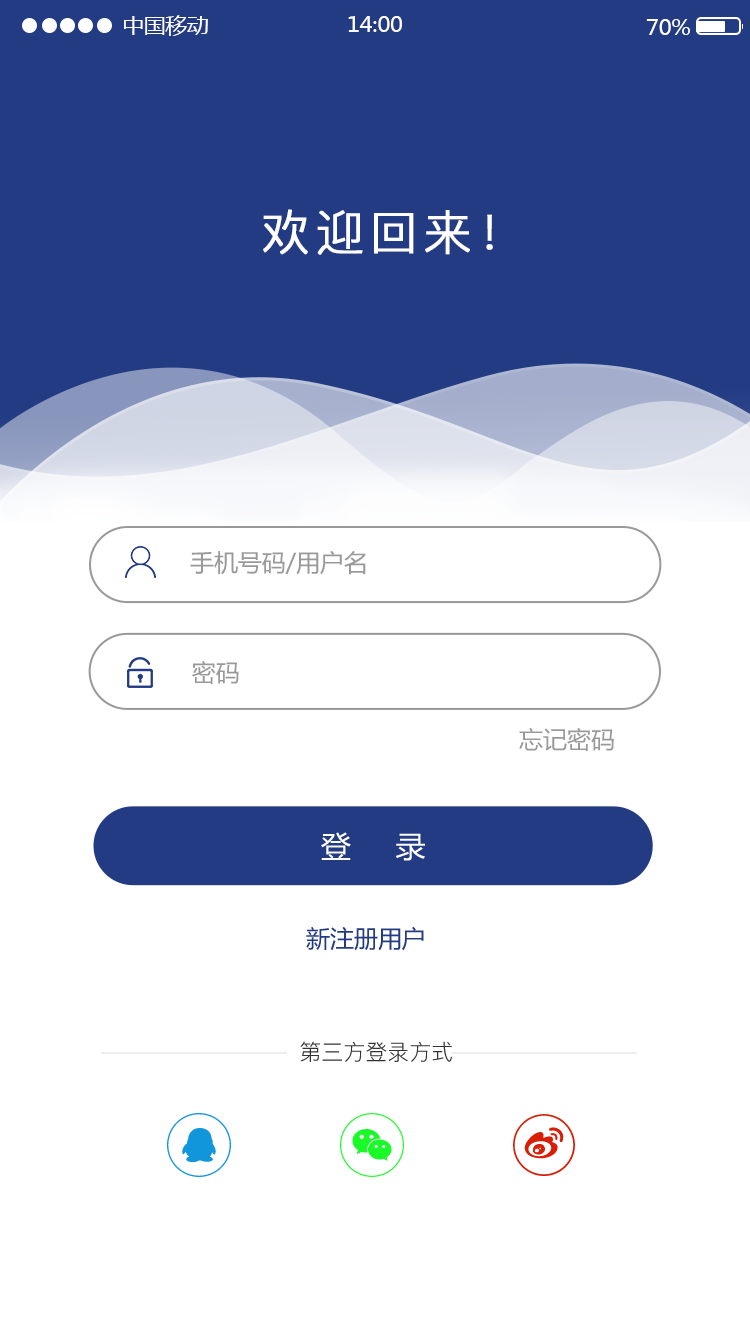 中国移动 14:00 70%
欢迎回来！
手机号码/用户名
密码
忘记密码
登 录
新注册用户
第三方登录方式